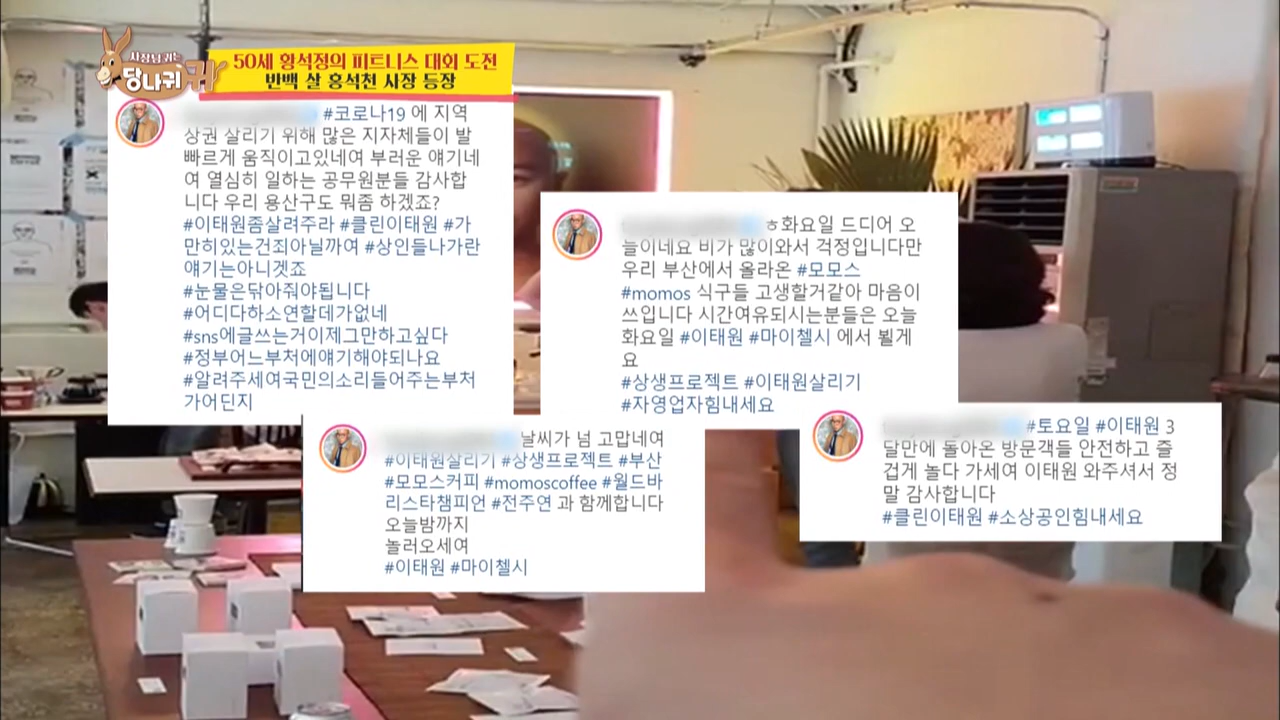 사장님 귀는
당나귀 귀
50세 황석정의 피트니스 대회 도전
반백 살 홍석천 사장 등장
#코로나19 에 지역
상권 살리기 위해 많은 지자체들이 발
빠르게 움직이고있네여 부러운 얘기네
여 열심히 일하는 공무원분들 감사합
니다 우리 용산구도 뭐좀 하겠죠?
#이태원좀살려주라 #클린이태원 #가
만히있는건죄아닐까여 #상인들나가란
얘기는아니겟죠
#눈물은닦아줘야됩니다
#어디다하소연할데가없네
#sns에글쓰는거이제그만하고싶다
#정부어느부처에얘기해야되나요
#알려주세여국민의소리들어주는부처
가어딘지
ㅎ화요일 드디어 오
늘이네요 비가 많이와서 걱정입니다만
우리 부산에서 올라온 #모모스
#momos 식구들 고생할거같아 마음이
쓰입니다 시간여유되시는분들은 오늘
화요일 #이태원 #마이첼시 에서 뵐게
요
#상생프로젝트 #이태원살리기
#자영업자힘내세요
날씨가 넘 고맙네여
#이태원살리기 #상생프로젝트 #부산
#모모스커피 #momoscoffee #월드바
리스타챔피언 #전주연 과 함께합니다
오늘밤까지
놀러오세여
#이태원 #마이첼시
#토요일 #이태원 3
달만에 돌아온 방문객들 안전하고 즐
겁게 놀다 가세여 이태원 와주셔서 정
말 감사합니다
#클린이태원 #소상공인힘내세요